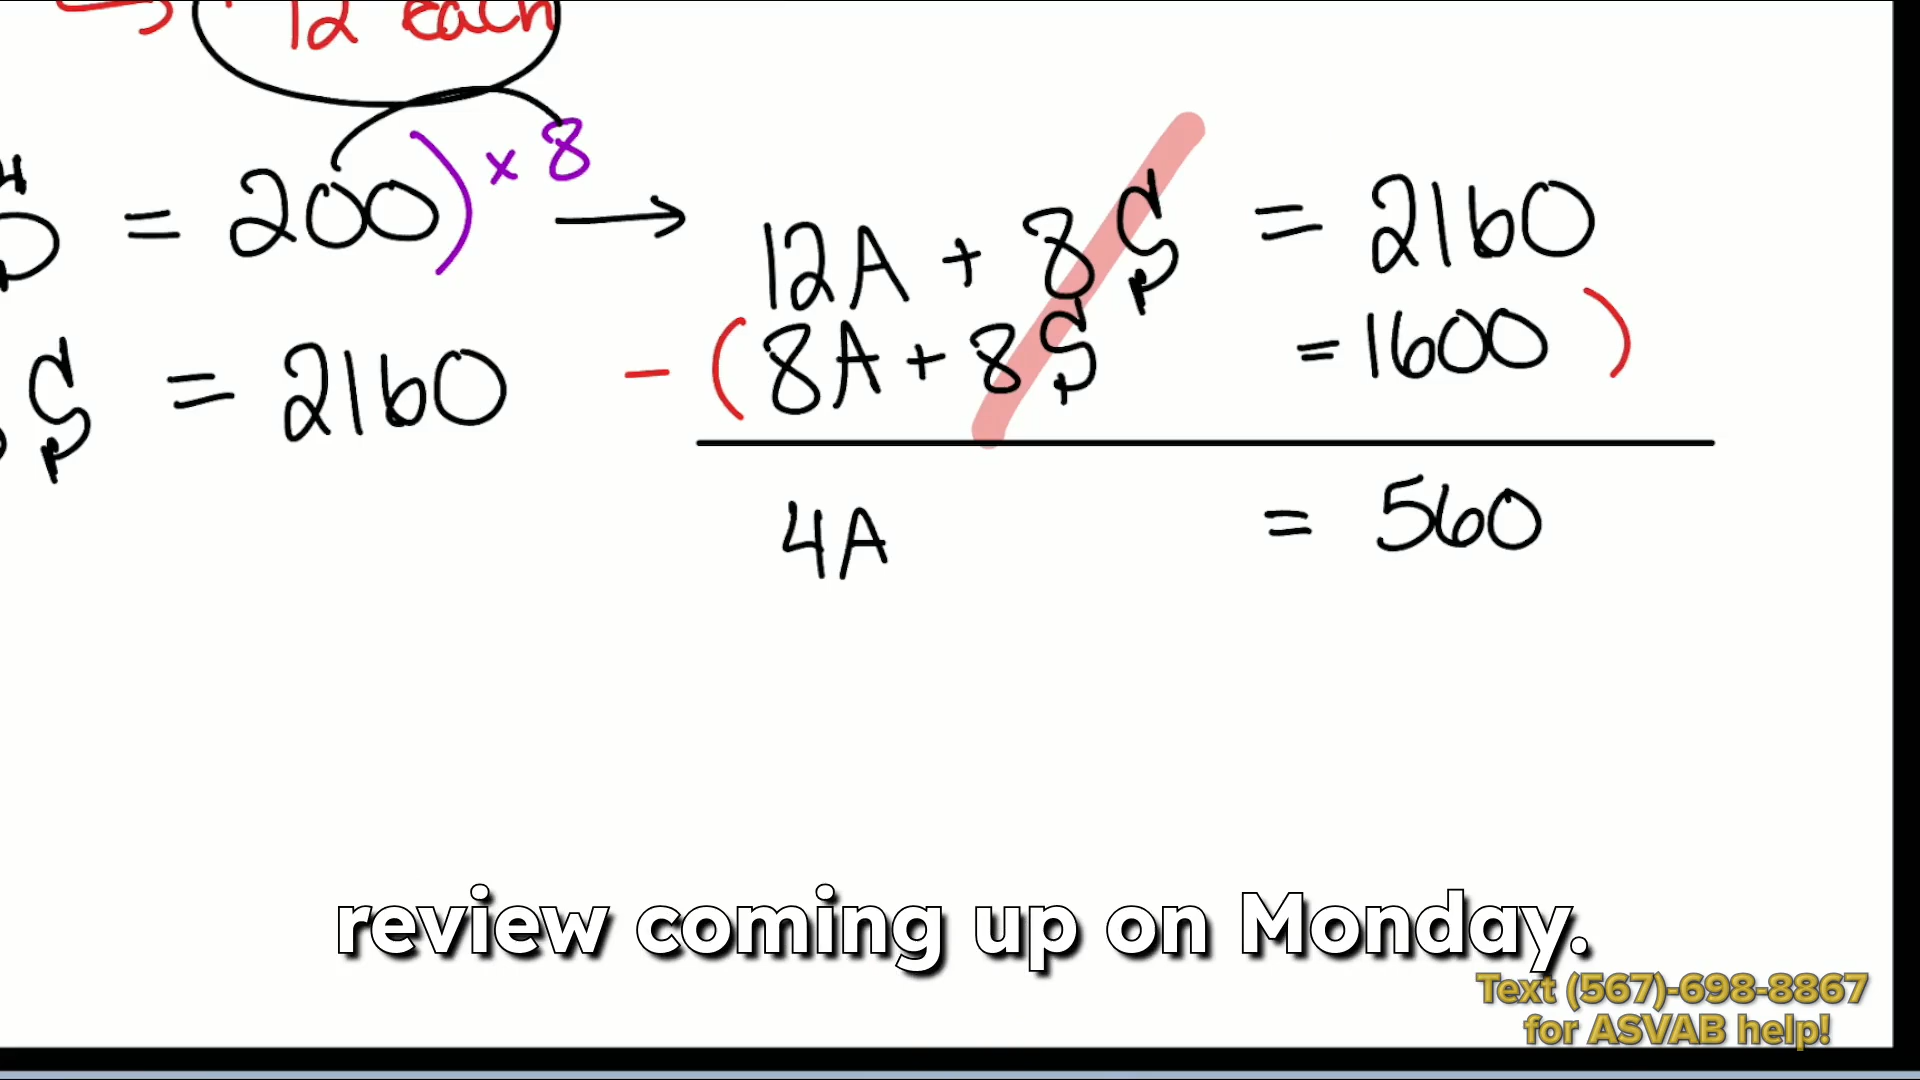 12 each
= 200) × 8 → 12A + 8S = 2160
S = 2160 - (8A + 8S = 1600)
4A = 560
review coming up on Monday.
Text (567)-698-8867
for ASVAB help!